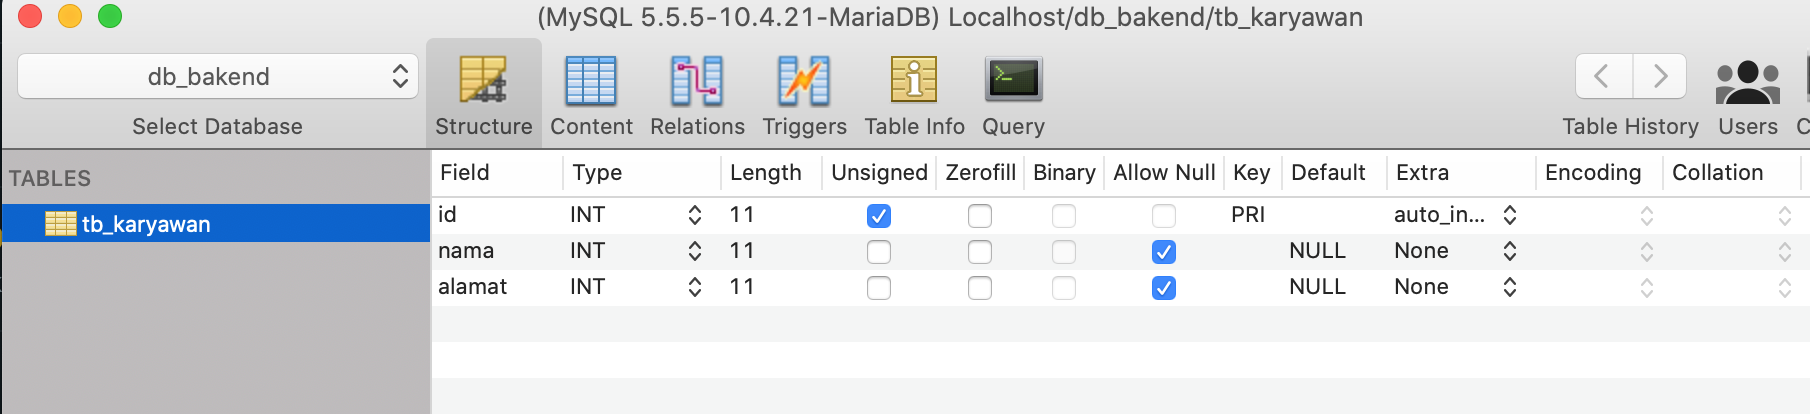 (MySQL 5.5.5-10.4.21-MariaDB) Localhost/db_bakend/tb_karyawan
db_bakend
Select Database
Structure Content Relations Triggers Table Info Query Table History Users
TABLES
tb_karyawan
Field Type Length Unsigned Zerofill Binary Allow Null Key Default Extra Encoding Collation
id INT 11 PRI auto_in...
nama INT 11 NULL None
alamat INT 11 NULL None